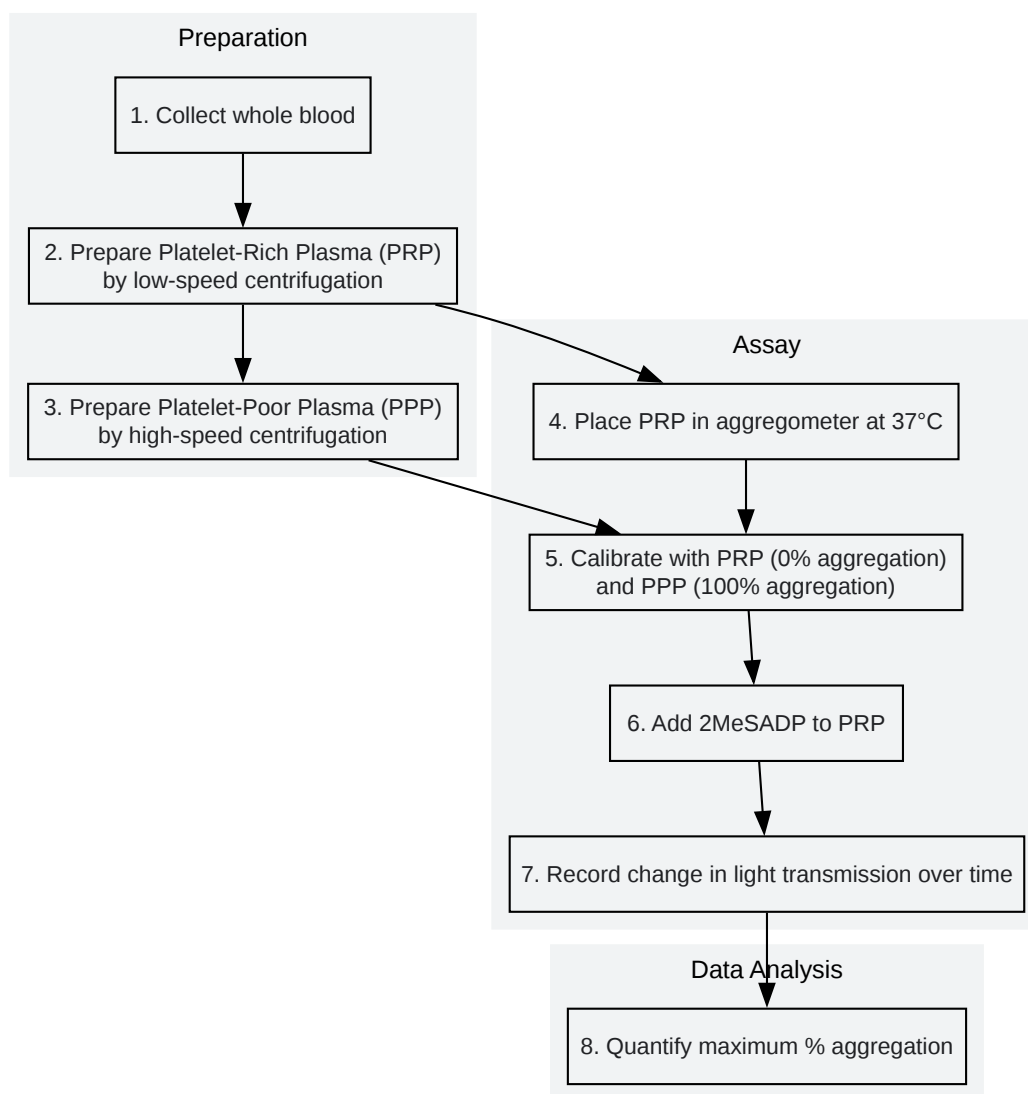 Preparation
1. Collect whole blood
2. Prepare Platelet-Rich Plasma (PRP)
by low-speed centrifugation
3. Prepare Platelet-Poor Plasma (PPP)
by high-speed centrifugation
Assay
4. Place PRP in aggregometer at 37°C
5. Calibrate with PRP (0% aggregation)
and PPP (100% aggregation)
6. Add 2MeSADP to PRP
7. Record change in light transmission over time
Data Analysis
8. Quantify maximum % aggregation